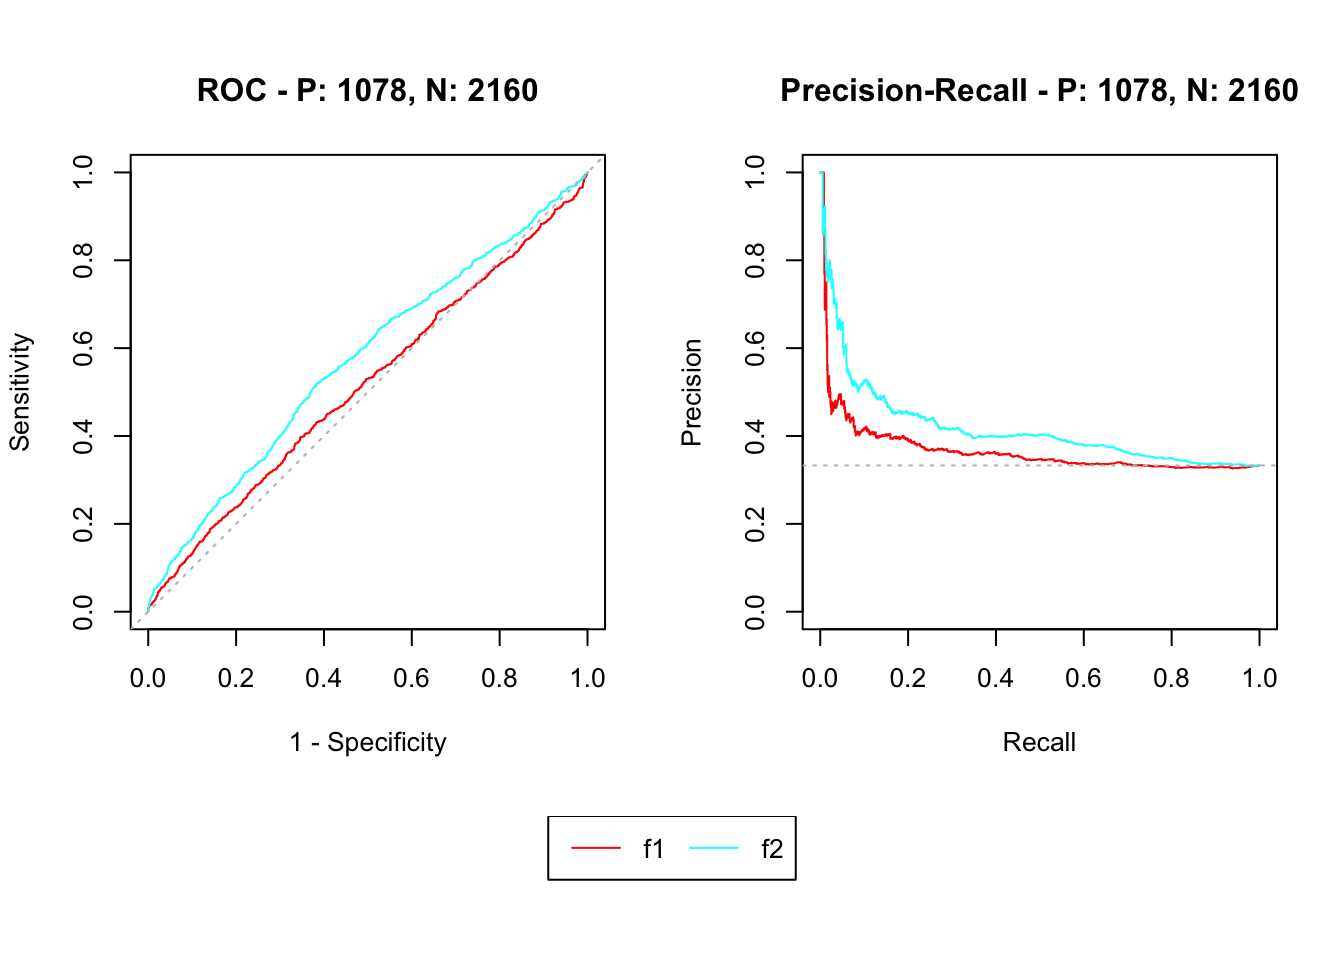 ROC - P: 1078, N: 2160
1.0
0.8
0.6
0.4
0.2
0.0
Sensitivity
0.0 0.2 0.4 0.6 0.8 1.0
1 - Specificity
Precision-Recall - P: 1078, N: 2160
1.0
0.8
0.6
0.4
0.2
0.0
Precision
0.0 0.2 0.4 0.6 0.8 1.0
Recall
f1 f2